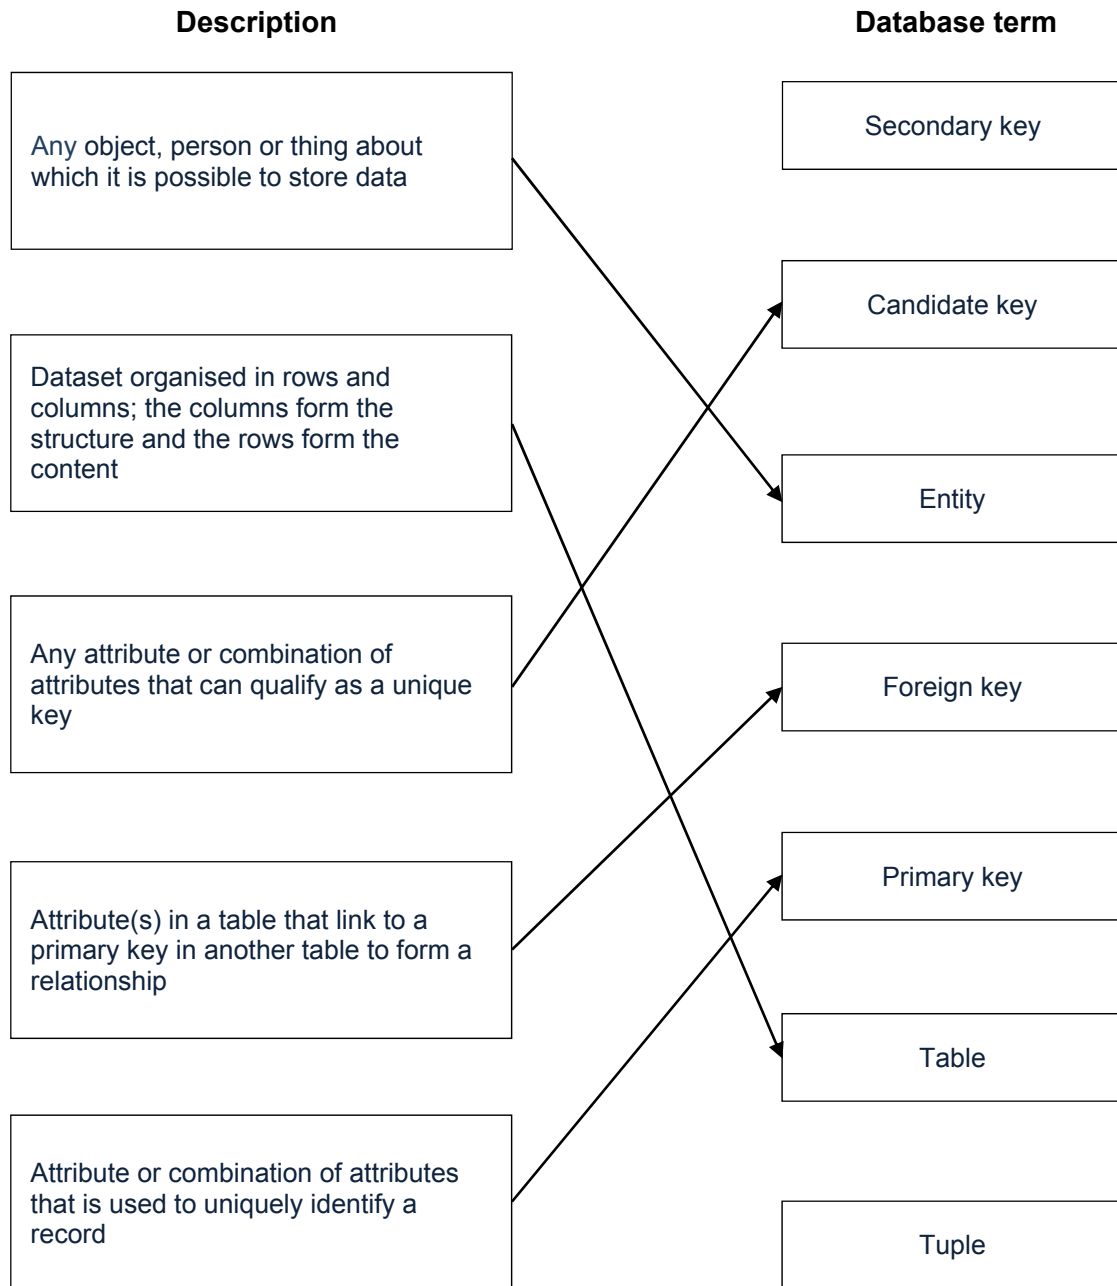 Description
Database term
Any object, person or thing about
which it is possible to store data
Secondary key
Candidate key
Dataset organised in rows and
columns; the columns form the
structure and the rows form the
content
Entity
Any attribute or combination of
attributes that can qualify as a unique
key
Foreign key
Primary key
Attribute(s) in a table that link to a
primary key in another table to form a
relationship
Table
Attribute or combination of attributes
that is used to uniquely identify a
record
Tuple